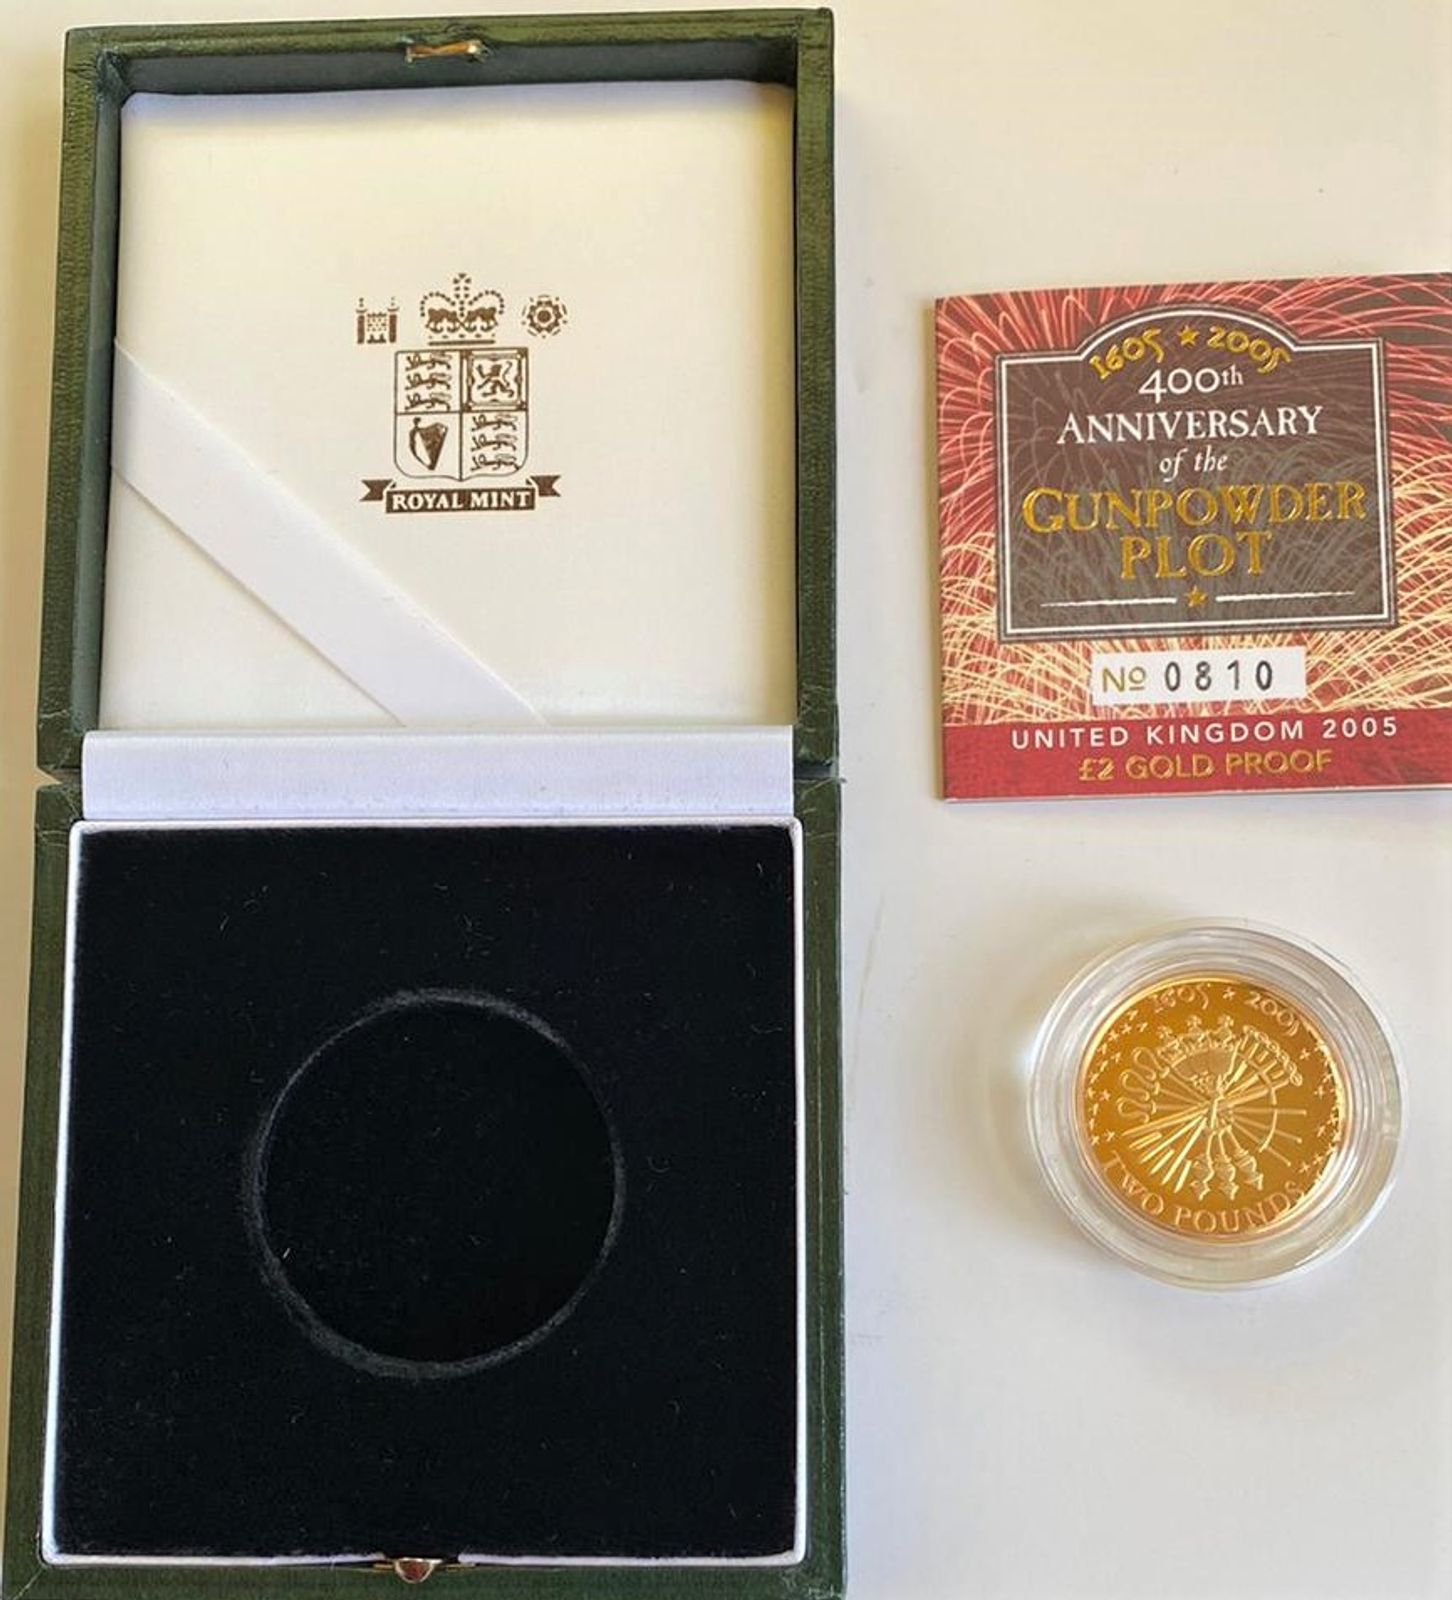 ROYAL MINT
1605 ★ 2005
400th
ANNIVERSARY
of the
GUNPOWDER
PLOT
Nº 0810
UNITED KINGDOM 2005
£2 GOLD PROOF
1605 ★ 2005
TWO POUNDS